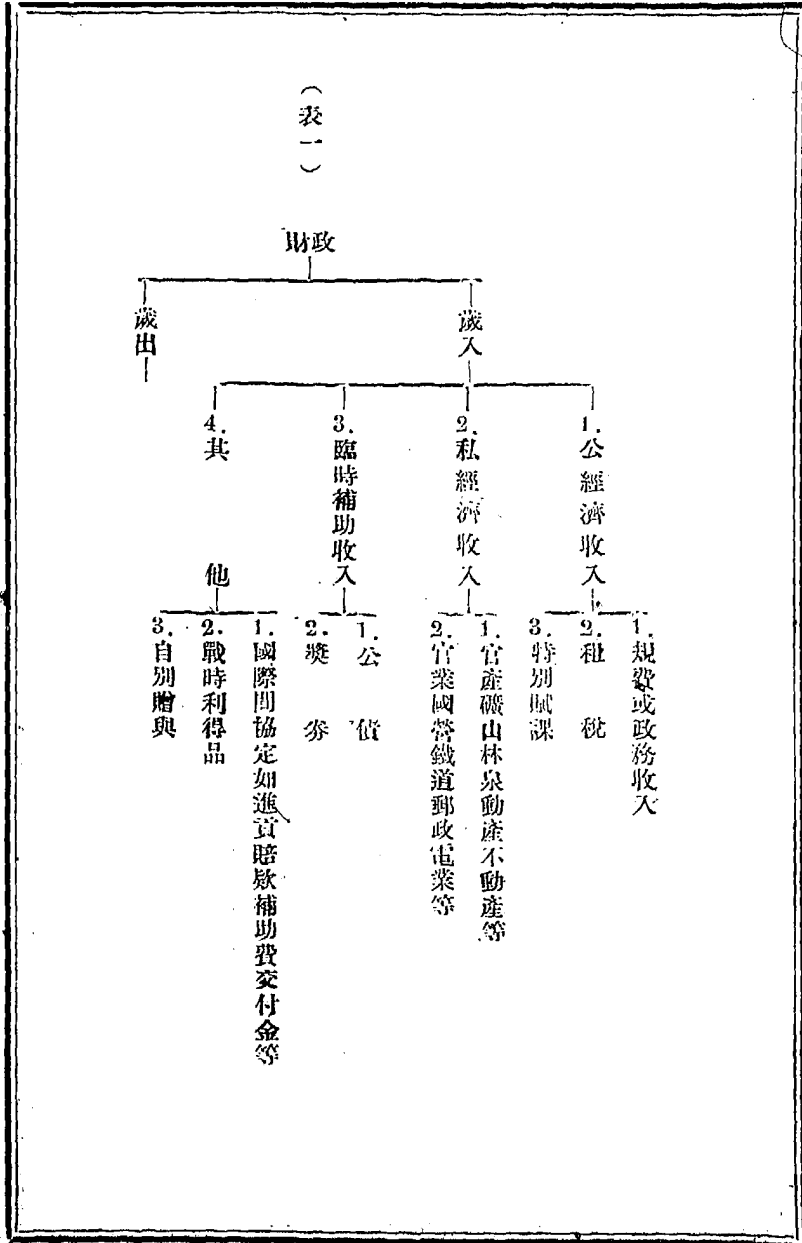 （表一）
財政
歲入
1.公經濟收入
1.規費或政務收入
2.租稅
3.特別賦課
2.私經濟收入
1.官產礦山林泉動產不動產等
2.官業國營鐵道郵政電業等
3.臨時補助收入
1.公債
2.獎券
4.其他
1.國際間協定如進貢賠款補助費交付金等
2.戰時利得品
3.自別贈與
歲出